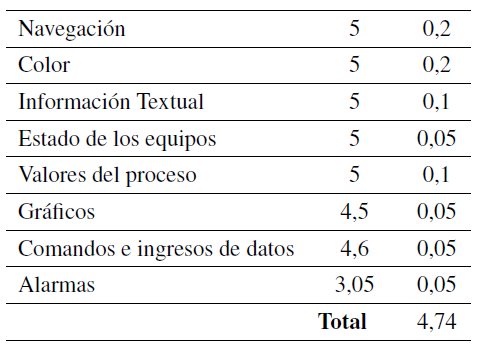 Navegación 5 0,2
Color 5 0,2
Información Textual 5 0,1
Estado de los equipos 5 0,05
Valores del proceso 5 0,1
Gráficos 4,5 0,05
Comandos e ingresos de datos 4,6 0,05
Alarmas 3,05 0,05
Total 4,74